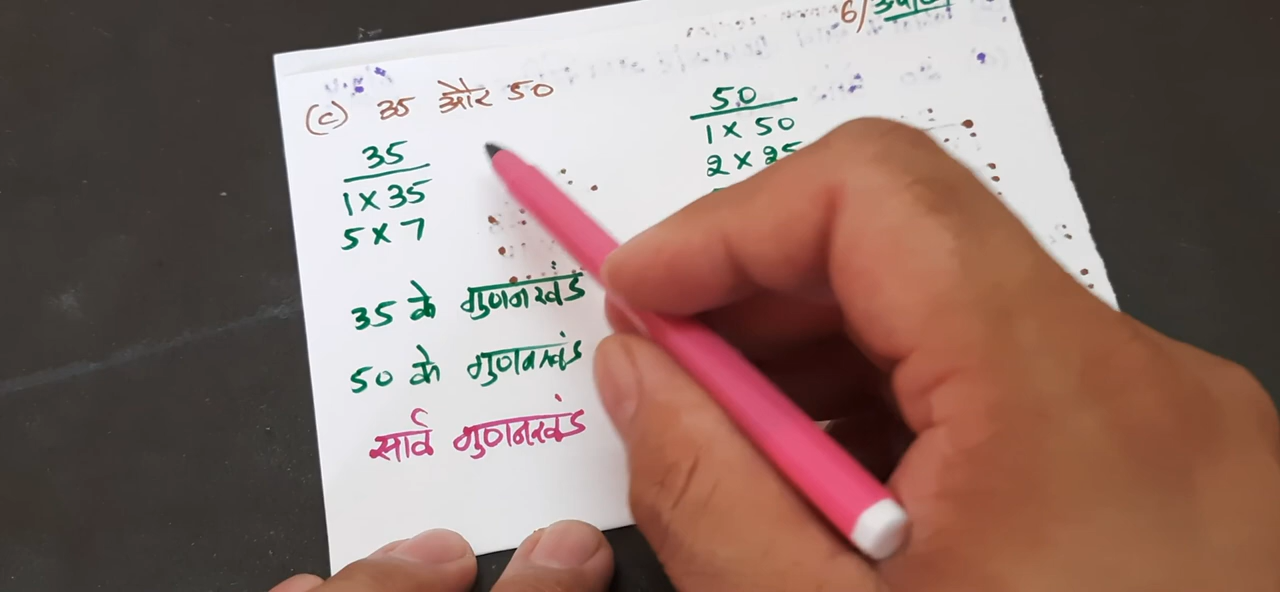 6/
(c) 35 और 50
35
1 × 35
5 × 7
50
1 × 50
2 × 25
35 के गुणनखंड
50 के गुणनखंड
सार्व गुणनखंड